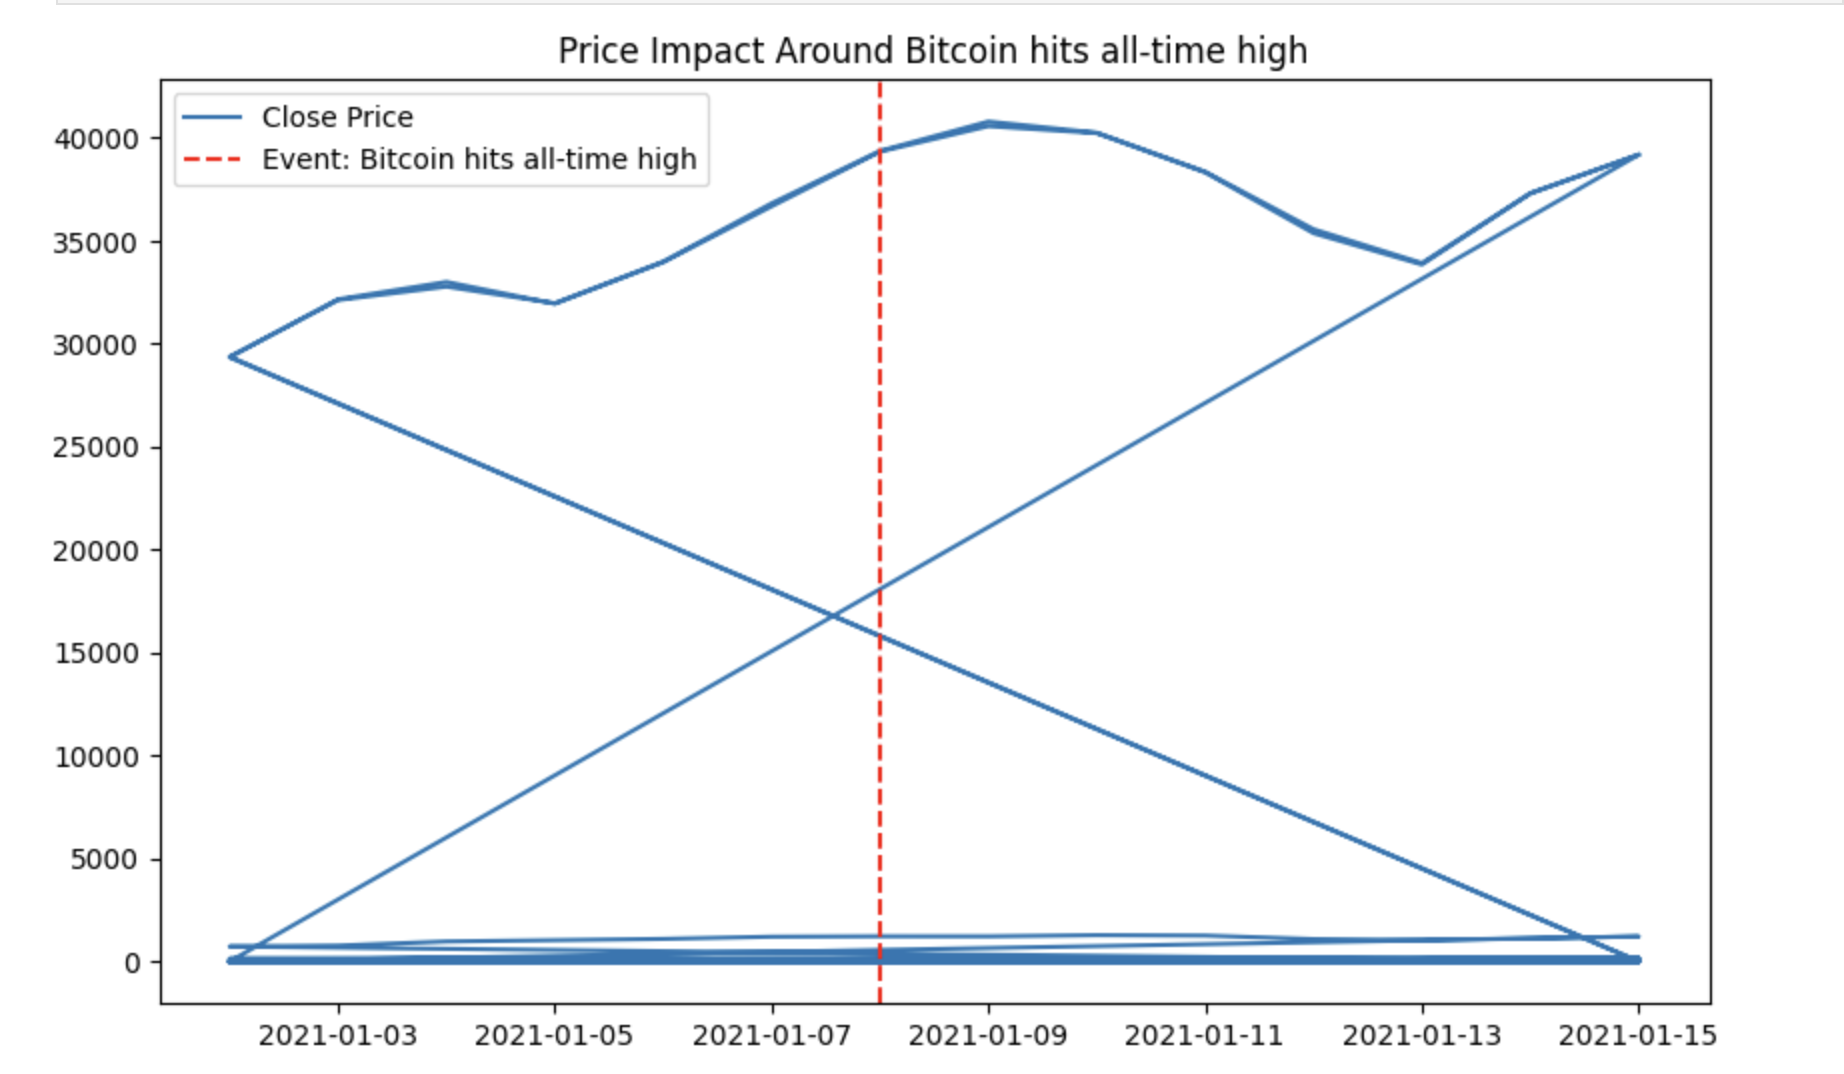 Price Impact Around Bitcoin hits all-time high
Close Price
Event: Bitcoin hits all-time high
40000
35000
30000
25000
20000
15000
10000
5000
0
2021-01-03 2021-01-05 2021-01-07 2021-01-09 2021-01-11 2021-01-13 2021-01-15